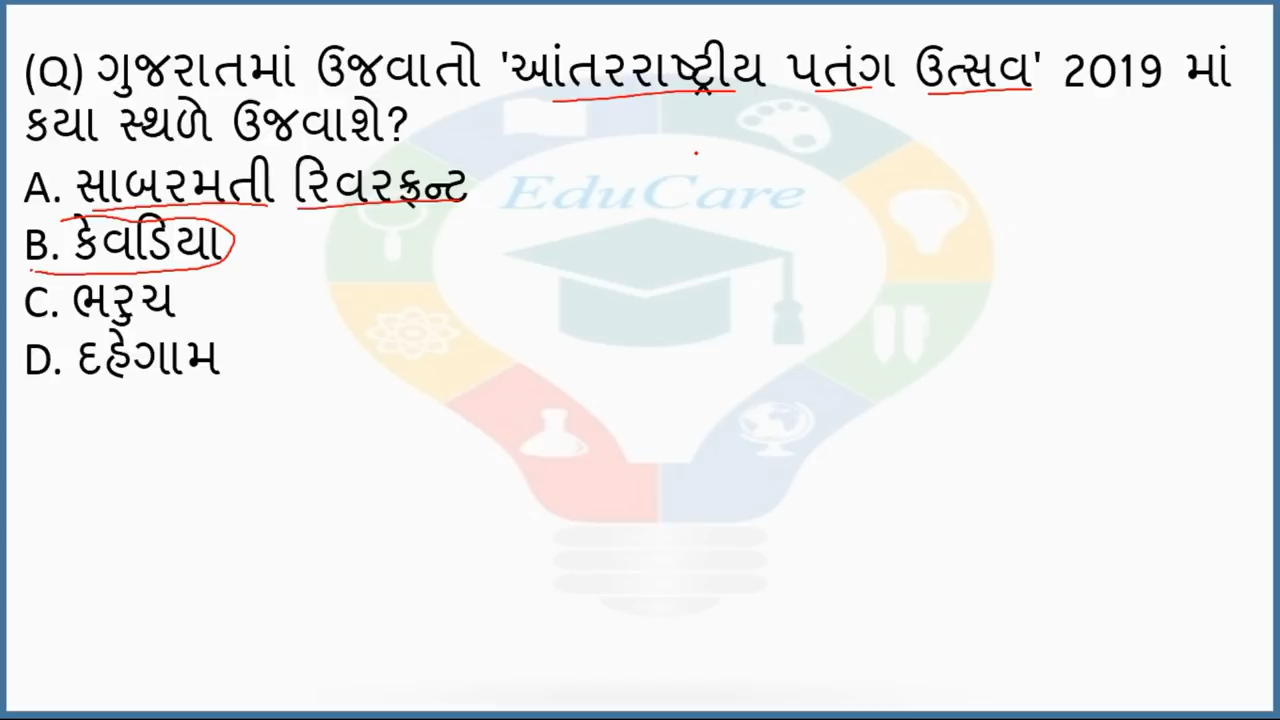 (Q) ગુજરાતમાં ઉજવાતો 'આંતરરાષ્ટ્રીય પતંગ ઉત્સવ' 2019 માં
કયા સ્થળે ઉજવાશે?
A. સાબરમતી રિવરફ્રન્ટ
EduCare
B. કેવડિયા
C. ભરુચ
D. દહેગામ